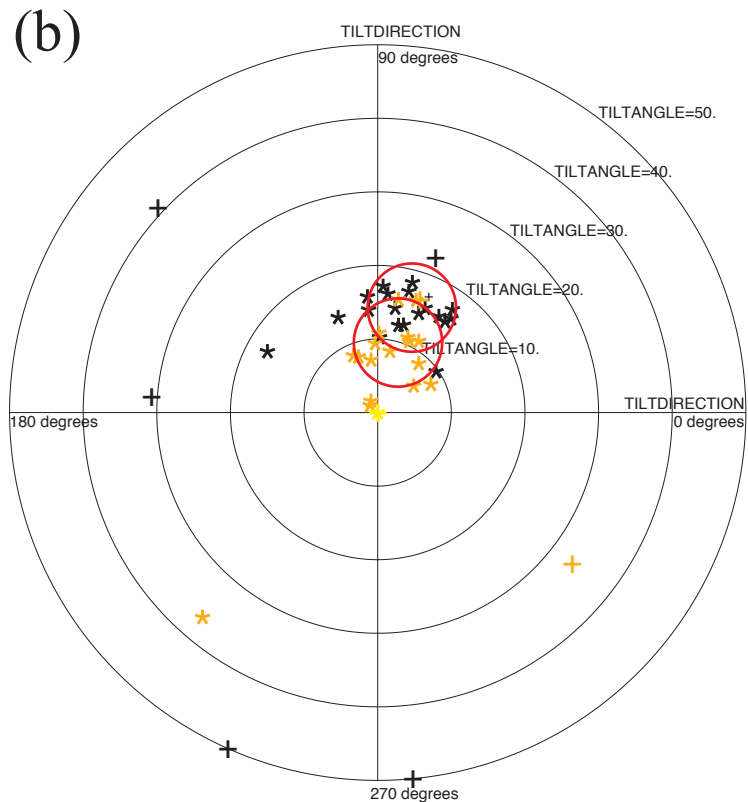 (b)
TILTDIRECTION
90 degrees
TILTANGLE=50.
TILTANGLE=40.
TILTANGLE=30.
TILTANGLE=20.
TILTANGLE=10.
TILTDIRECTION
180 degrees
0 degrees
270 degrees